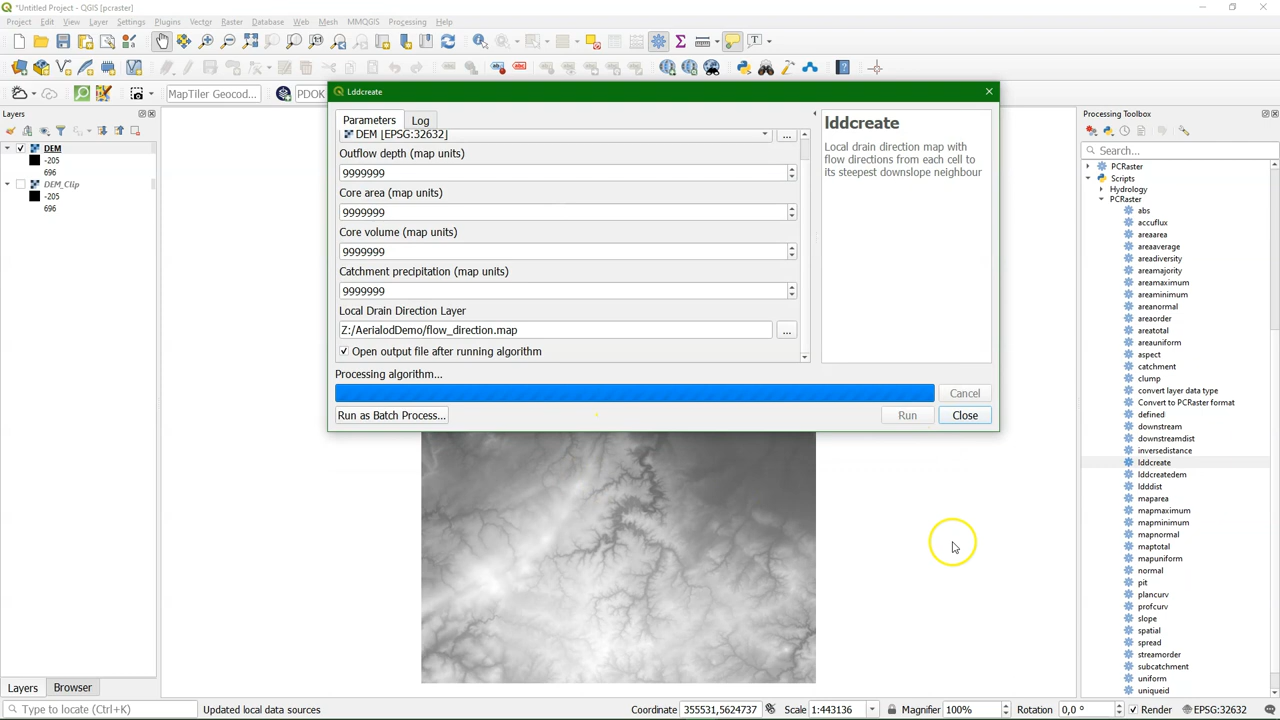 *Untitled Project - QGIS [pcraster]
Project Edit View Layer Settings Plugins Vector Raster Database Web Mesh MMQGIS Processing Help
MapTiler Geocod... PDOK
Layers
DEM
-205
696
DEM_Clip
-205
696
Layers Browser
Lddcreate
Parameters Log
DEM [EPSG:32632]
...
Outflow depth (map units)
9999999
Core area (map units)
9999999
Core volume (map units)
9999999
Catchment precipitation (map units)
9999999
Local Drain Direction Layer
Z:/AerialodDemo/flow_direction.map
...
Open output file after running algorithm
Processing algorithm...
Cancel
Run as Batch Process...
Run
Close
lddcreate
Local drain direction map with
flow directions from each cell to
its steepest downslope neighbour
Processing Toolbox
Search...
PCRaster
Scripts
Hydrology
PCRaster
abs
accuflux
areaarea
areaaverage
areadiversity
areamajority
areamaximum
areaminimum
areanormal
areaorder
areatotal
areauniform
aspect
catchment
clump
convert layer data type
Convert to PCRaster format
defined
downstream
downstreamdist
inversedistance
lddcreate
lddcreatedem
ldddist
maparea
mapmaximum
mapminimum
mapnormal
maptotal
mapuniform
normal
pit
plancurv
profcurv
slope
spatial
spread
streamorder
subcatchment
uniform
uniqueid
Type to locate (Ctrl+K) Updated local data sources Coordinate 355531,5624737 Scale 1:443136 Magnifier 100% Rotation 0,0 ° Render EPSG:32632